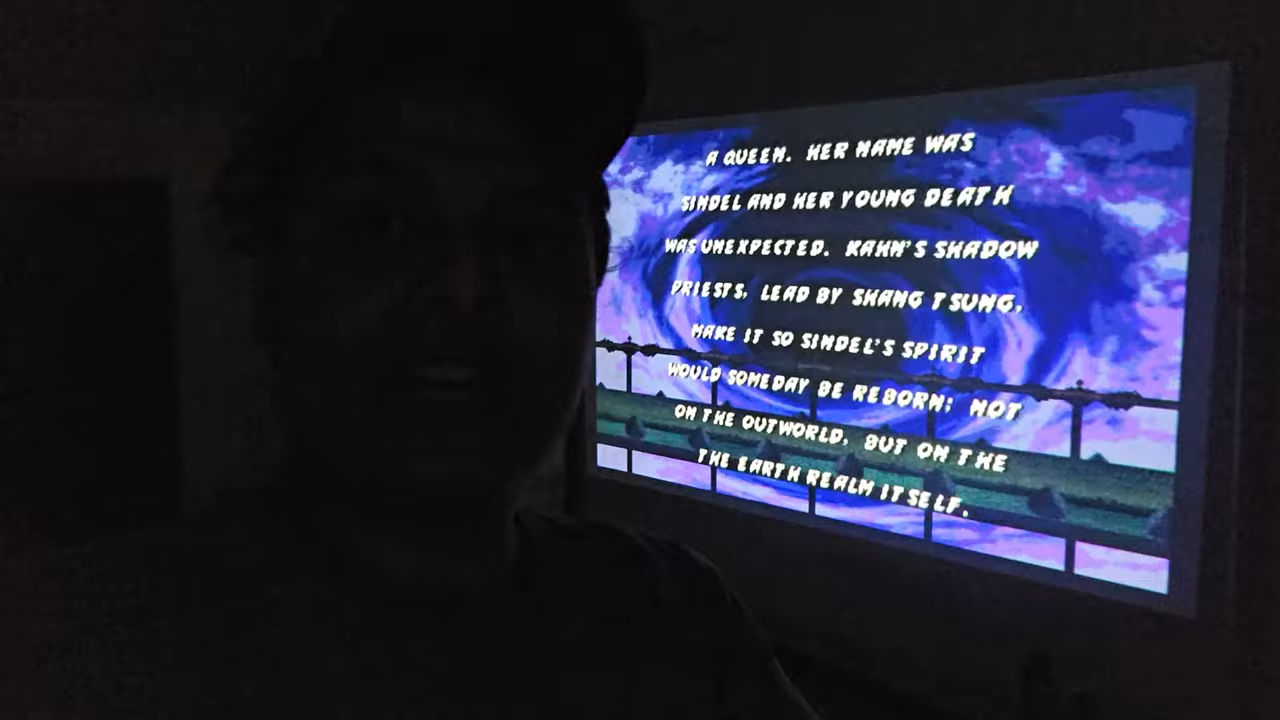 A QUEEN. HER NAME WAS
SINDEL AND HER YOUNG DEATH
WAS UNEXPECTED. KAHN'S SHADOW
PRIESTS, LEAD BY SHANG TSUNG,
MAKE IT SO SINDEL'S SPIRIT
WOULD SOMEDAY BE REBORN; NOT
ON THE OUTWORLD, BUT ON THE
THE EARTH REALM ITSELF.